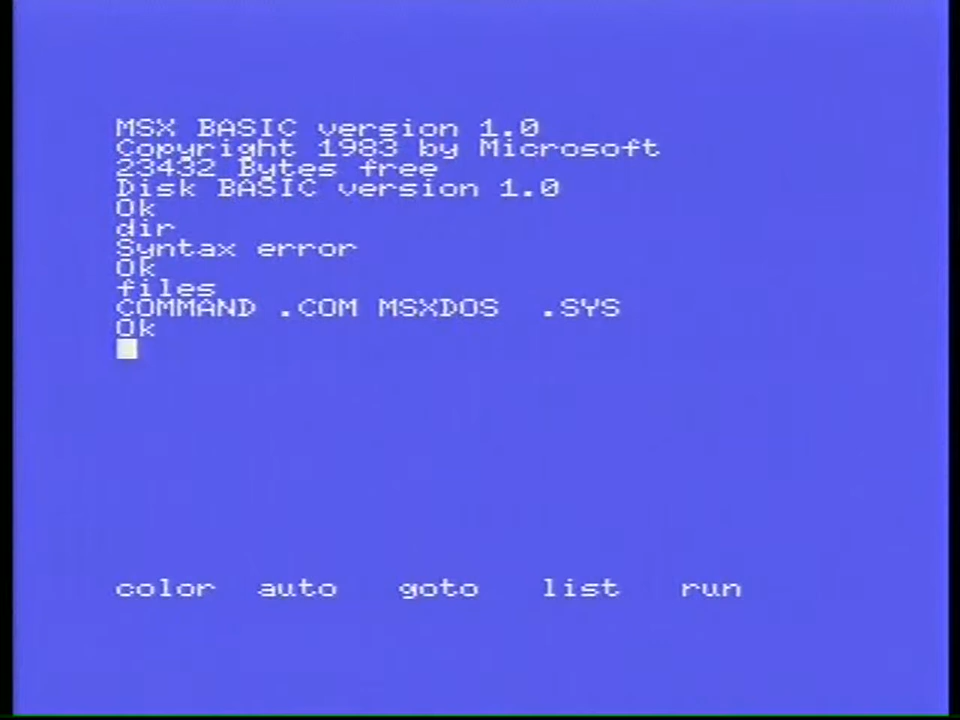 MSX BASIC version 1.0
Copyright 1983 by Microsoft
23432 Bytes free
Disk BASIC version 1.0
Ok
dir
Syntax error
Ok
files
COMMAND .COM MSXDOS  .SYS
Ok
color auto goto list run